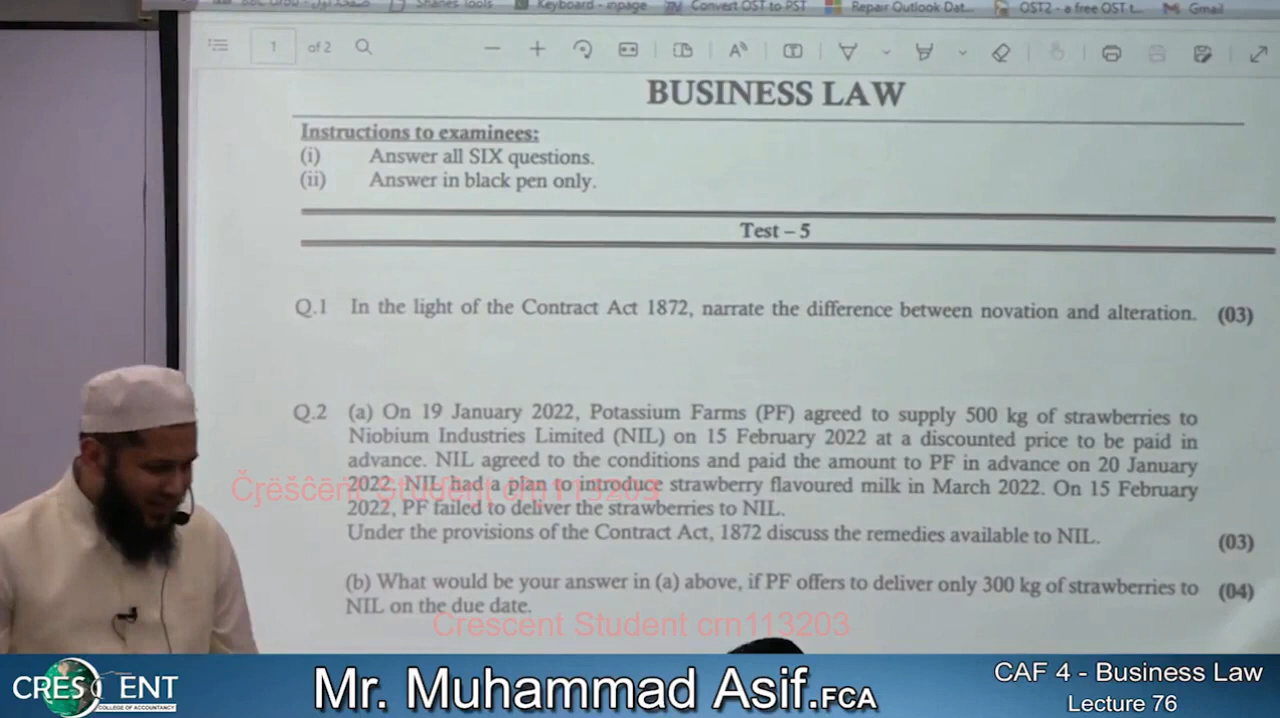 Shanes Tools Keyboard - inpage Convert OST to PST Repair Outlook Dat... OST2 - a free OST t... Gmail
1 of 2
BUSINESS LAW
Instructions to examinees:
(i) Answer all SIX questions.
(ii) Answer in black pen only.
Test – 5
Q.1 In the light of the Contract Act 1872, narrate the difference between novation and alteration. (03)
Q.2 (a) On 19 January 2022, Potassium Farms (PF) agreed to supply 500 kg of strawberries to
Niobium Industries Limited (NIL) on 15 February 2022 at a discounted price to be paid in
advance. NIL agreed to the conditions and paid the amount to PF in advance on 20 January
2022. NIL had a plan to introduce strawberry flavoured milk in March 2022. On 15 February
2022, PF failed to deliver the strawberries to NIL.
Under the provisions of the Contract Act, 1872 discuss the remedies available to NIL. (03)
(b) What would be your answer in (a) above, if PF offers to deliver only 300 kg of strawberries to (04)
NIL on the due date.
Crescent Student crn113203
CRESCENT
COLLEGE OF ACCOUNTANCY
Mr. Muhammad Asif.FCA
CAF 4 - Business Law
Lecture 76